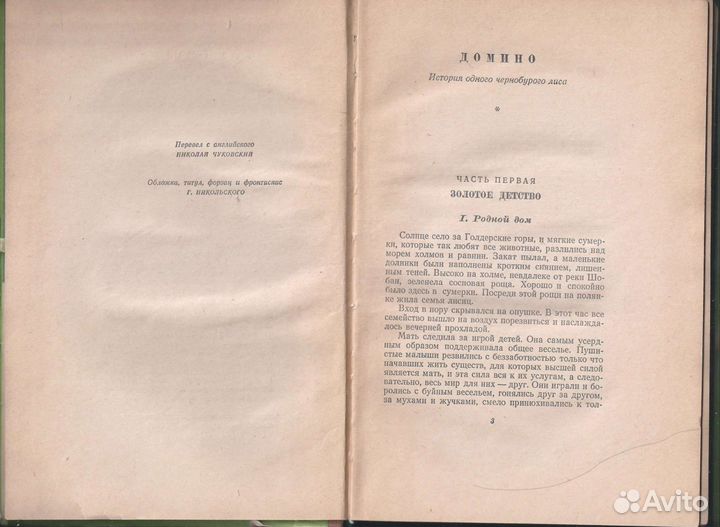 Перевел с английского
НИКОЛАЙ ЧУКОВСКИЙ
Обложка, титул, форзац и фронтиспис
Г. НИКОЛЬСКОГО
ДОМИНО
История одного чернобурого лиса
*
ЧАСТЬ ПЕРВАЯ
ЗОЛОТОЕ ДЕТСТВО
I. Родной дом
Солнце село за Голдерские горы, и мягкие сумер-
ки, которые так любят все животные, разлились над
морем холмов и равнин. Закат пылал, а маленькие
долинки были наполнены кротким сиянием, лишен-
ным теней. Высоко на холме, невдалеке от реки Шо-
бан, зеленела сосновая роща. Хорошо и спокойно
было здесь в сумерки. Посреди этой рощи на полян-
ке жила семья лисиц.
Вход в нору скрывался на опушке. В этот час все
семейство вышло на воздух порезвиться и наслажда-
лось вечерней прохладой.
Мать следила за игрой детей. Она самым усерд-
ным образом поддерживала общее веселье. Пуши-
стые малыши резвились с беззаботностью только что
начавших жить существ, для которых высшей силой
является мать, и эта сила вся к их услугам, а следо-
вательно, весь мир для них — друг. Они играли и бо-
ролись с буйным весельем, гонялись друг за другом,
за мухами и жучками, смело принюхивались к тол-
3
Avito